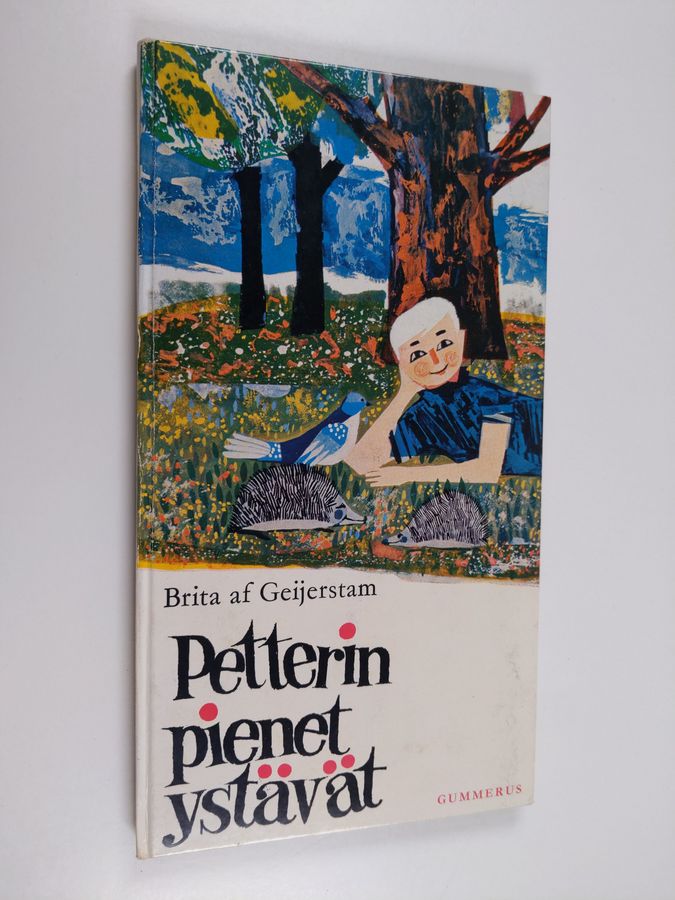 Brita af Geijerstam
Petterin
pienet
ystävät
GUMMERUS